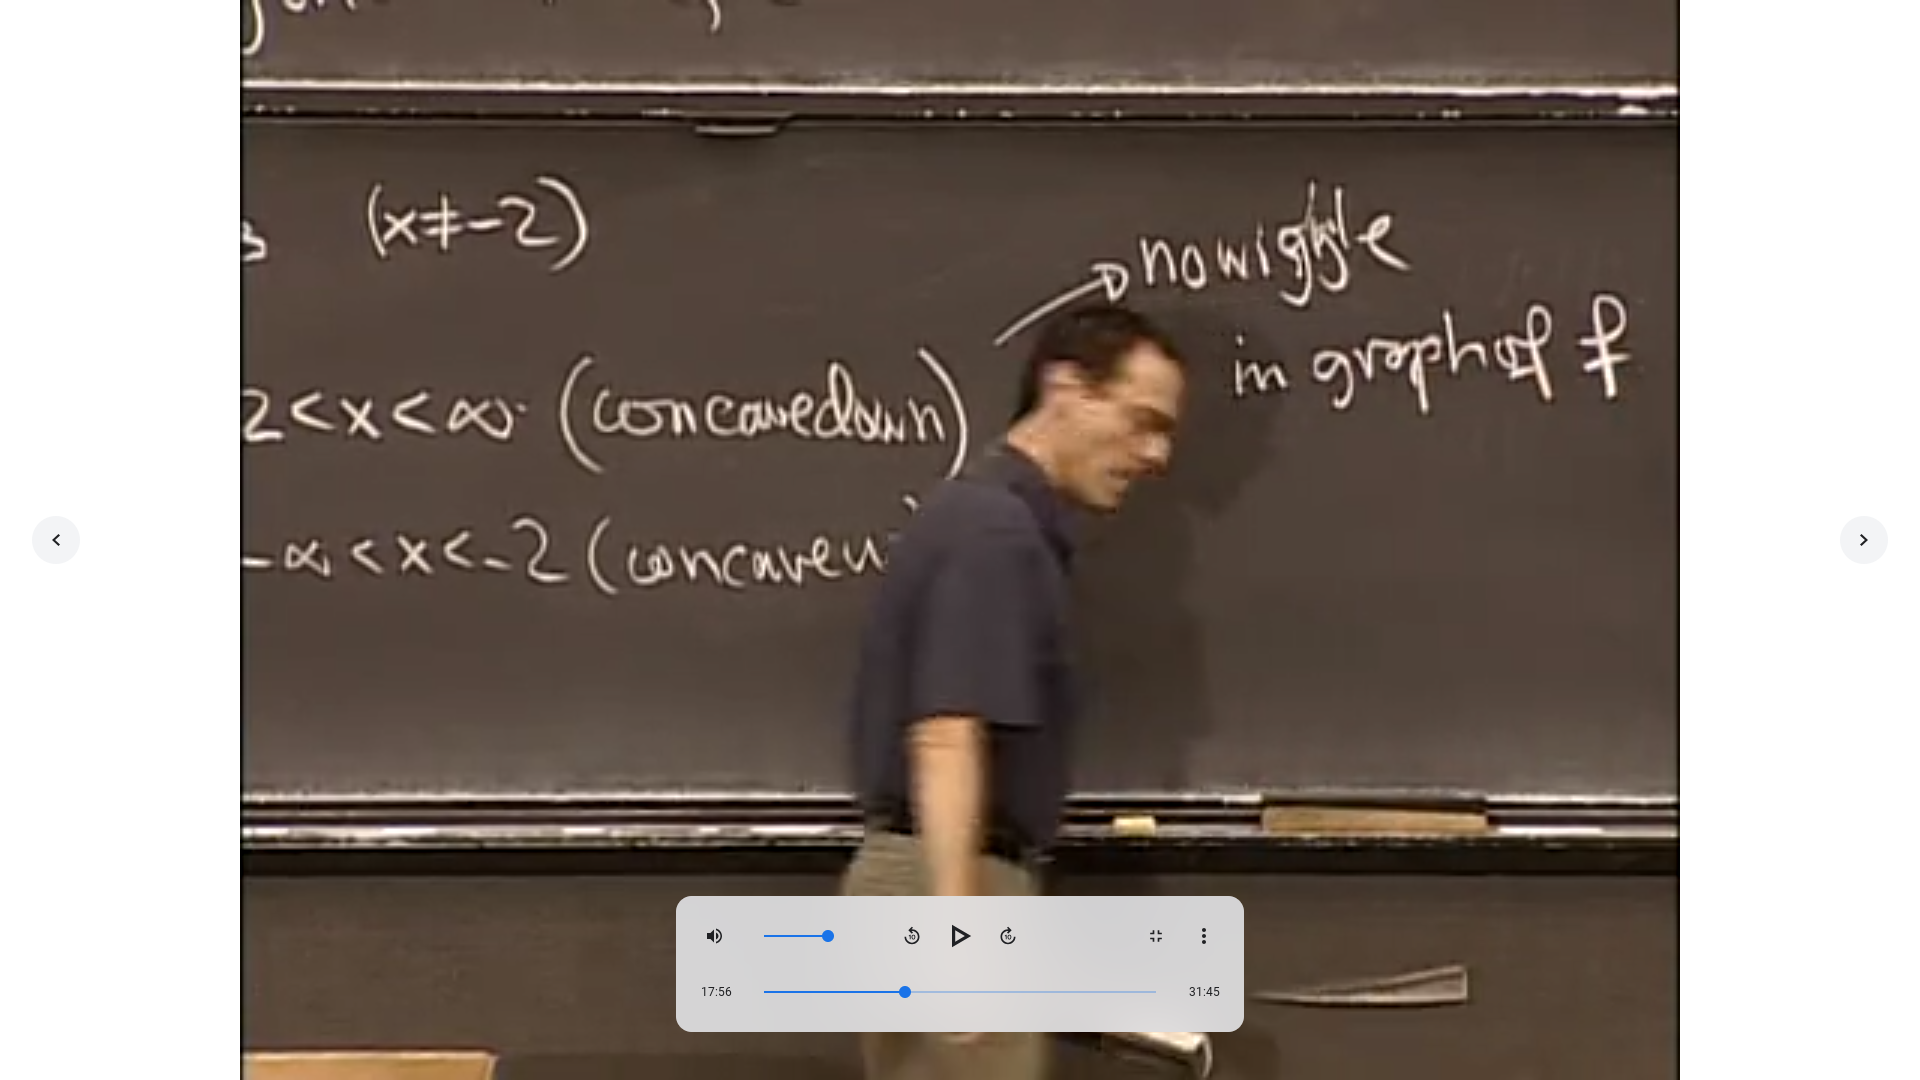 (x≠-2)
no wiggle
in graph of f
2<x<∞ (concave down)
-∞<x<-2 (concave u
17:56
31:45